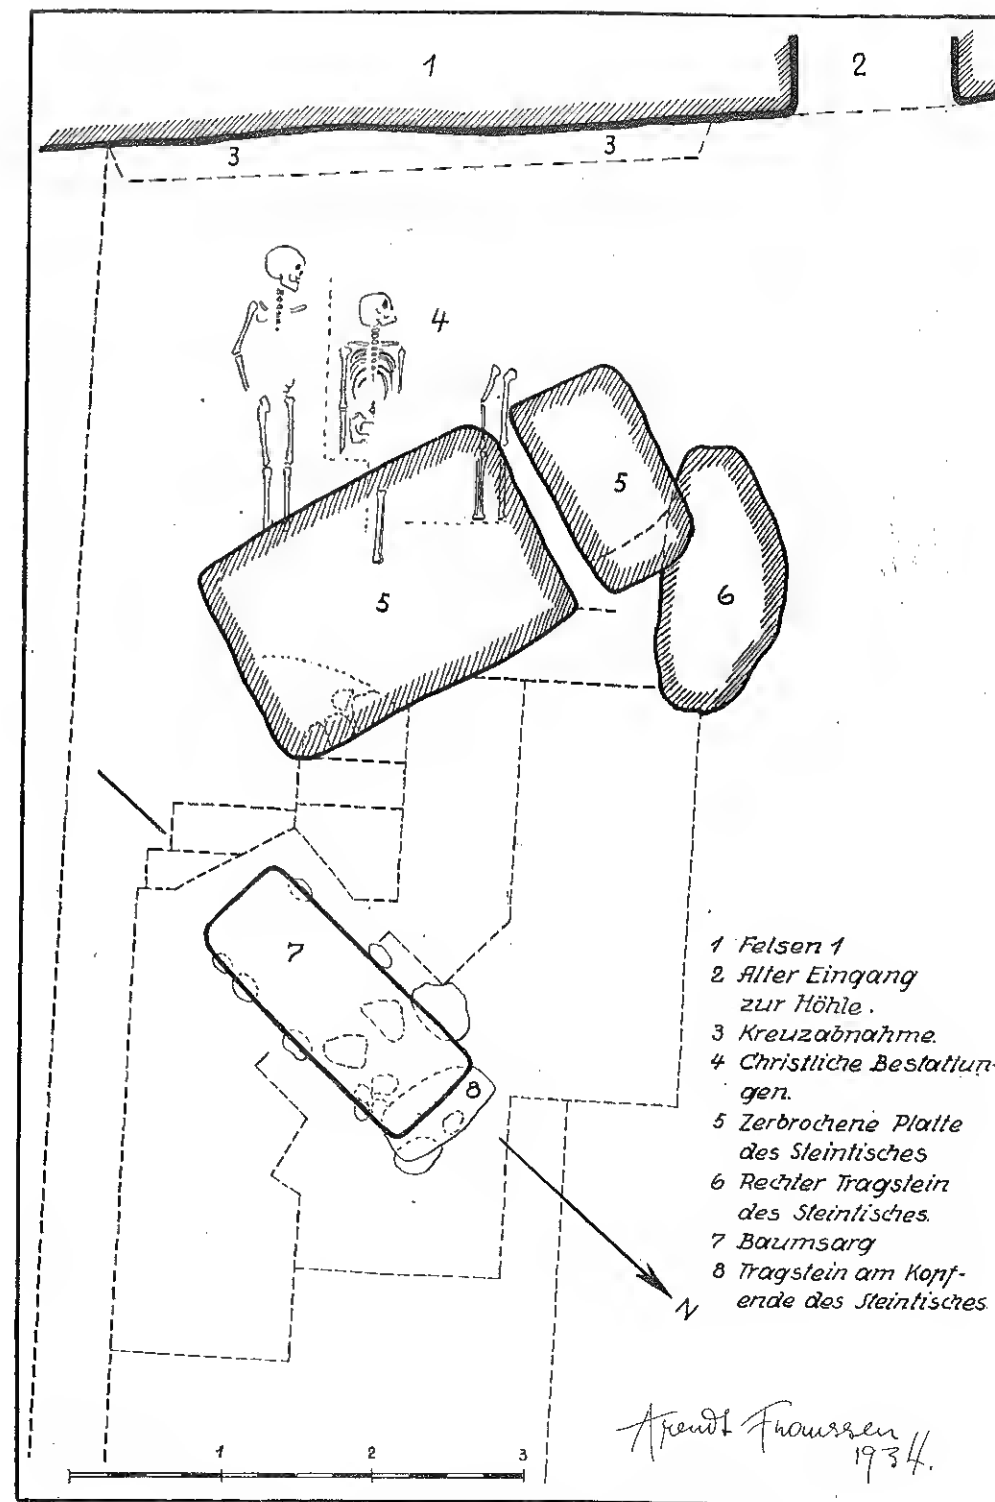 1
2
3
3
4
5
5
6
7
8
N
1 Felsen 1
2 Alter Eingang
zur Höhle.
3 Kreuzabnahme.
4 Christliche Bestattun-
gen.
5 Zerbrochene Platte
des Steintisches
6 Rechter Tragstein
des Steintisches.
7 Baumsarg
8 Tragstein am Kopf-
ende des Steintisches
1 2 3
1934.